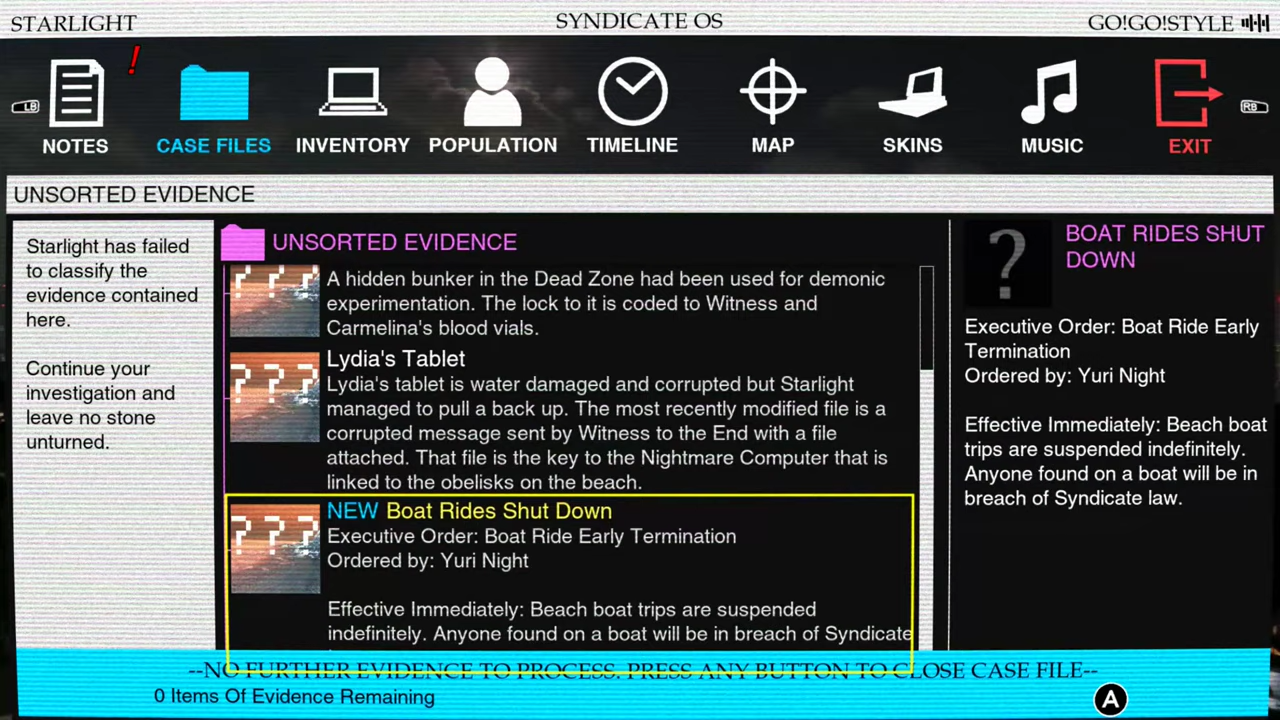 STARLIGHT
SYNDICATE OS
GO!GO!STYLE
!
LB
NOTES
CASE FILES
INVENTORY
POPULATION
TIMELINE
MAP
SKINS
MUSIC
EXIT
RB
UNSORTED EVIDENCE
Starlight has failed
to classify the
evidence contained
here.
Continue your
investigation and
leave no stone
unturned.
UNSORTED EVIDENCE
???
A hidden bunker in the Dead Zone had been used for demonic
experimentation. The lock to it is coded to Witness and
Carmelina's blood vials.
???
Lydia's Tablet
Lydia's tablet is water damaged and corrupted but Starlight
managed to pull a back up. The most recently modified file is a
corrupted message sent by Witness to the End with a file
attached. That file is the key to the Nightmare Computer that is
linked to the obelisks on the beach.
???
NEW Boat Rides Shut Down
Executive Order: Boat Ride Early Termination
Ordered by: Yuri Night
Effective Immediately: Beach boat trips are suspended
indefinitely. Anyone found on a boat will be in breach of Syndicate
?
BOAT RIDES SHUT
DOWN
Executive Order: Boat Ride Early
Termination
Ordered by: Yuri Night
Effective Immediately: Beach boat
trips are suspended indefinitely.
Anyone found on a boat will be in
breach of Syndicate law.
--NO FURTHER EVIDENCE TO PROCESS. PRESS ANY BUTTON TO CLOSE CASE FILE--
0 Items Of Evidence Remaining
A